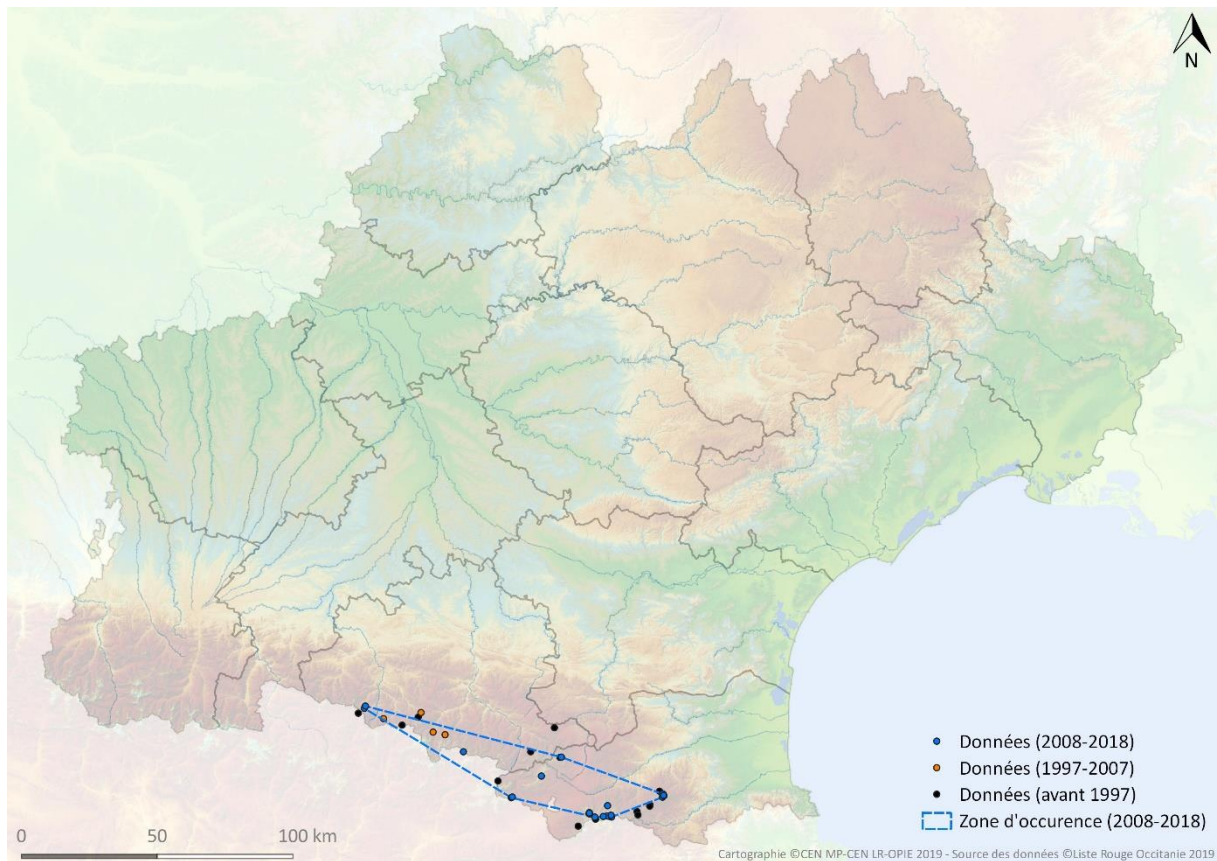 N
Données (2008-2018)
Données (1997-2007)
Données (avant 1997)
Zone d'occurence (2008-2018)
0 50 100 km
Cartographie ©CEN MP-CEN LR-OPIE 2019 - Source des données ©Liste Rouge Occitanie 2019